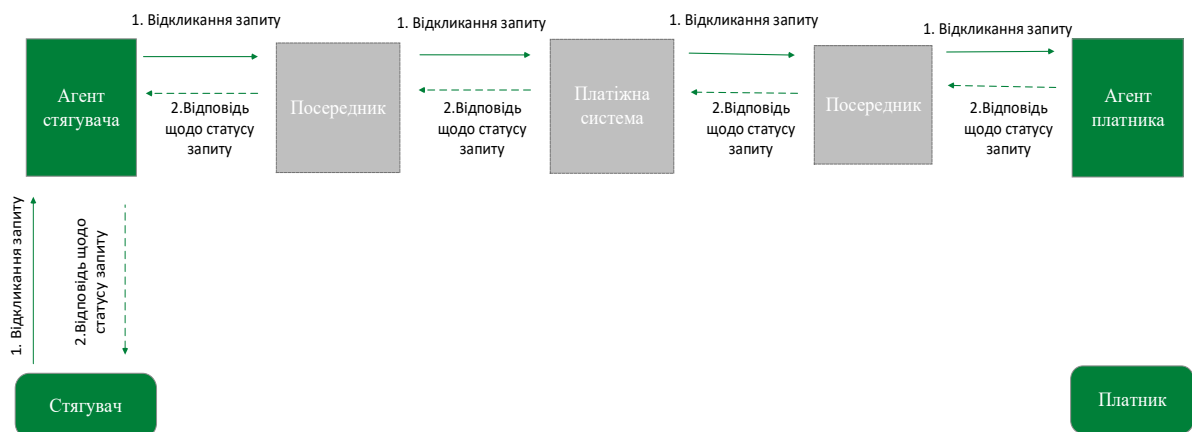 1. Відкликання запиту
1. Відкликання запиту
1. Відкликання запиту
1. Відкликання запиту
Агент
стягувача
2.Відповідь
щодо статусу
запиту
Посередник
2.Відповідь
щодо статусу
запиту
Платіжна
система
2.Відповідь
щодо статусу
запиту
Посередник
2.Відповідь
щодо статусу
запиту
Агент
платника
1. Відкликання запиту
2.Відповідь щодо
статусу запиту
Стягувач
Платник